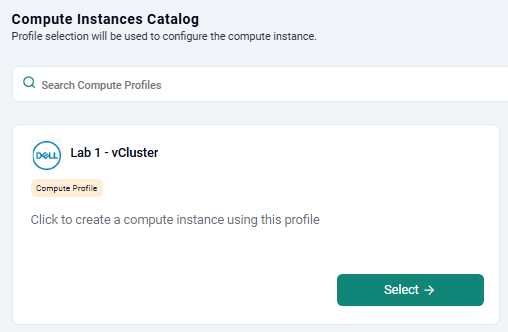 Compute Instances Catalog
Profile selection will be used to configure the compute instance.
Search Compute Profiles
DELL
Lab 1 - vCluster
Compute Profile
Click to create a compute instance using this profile
Select →